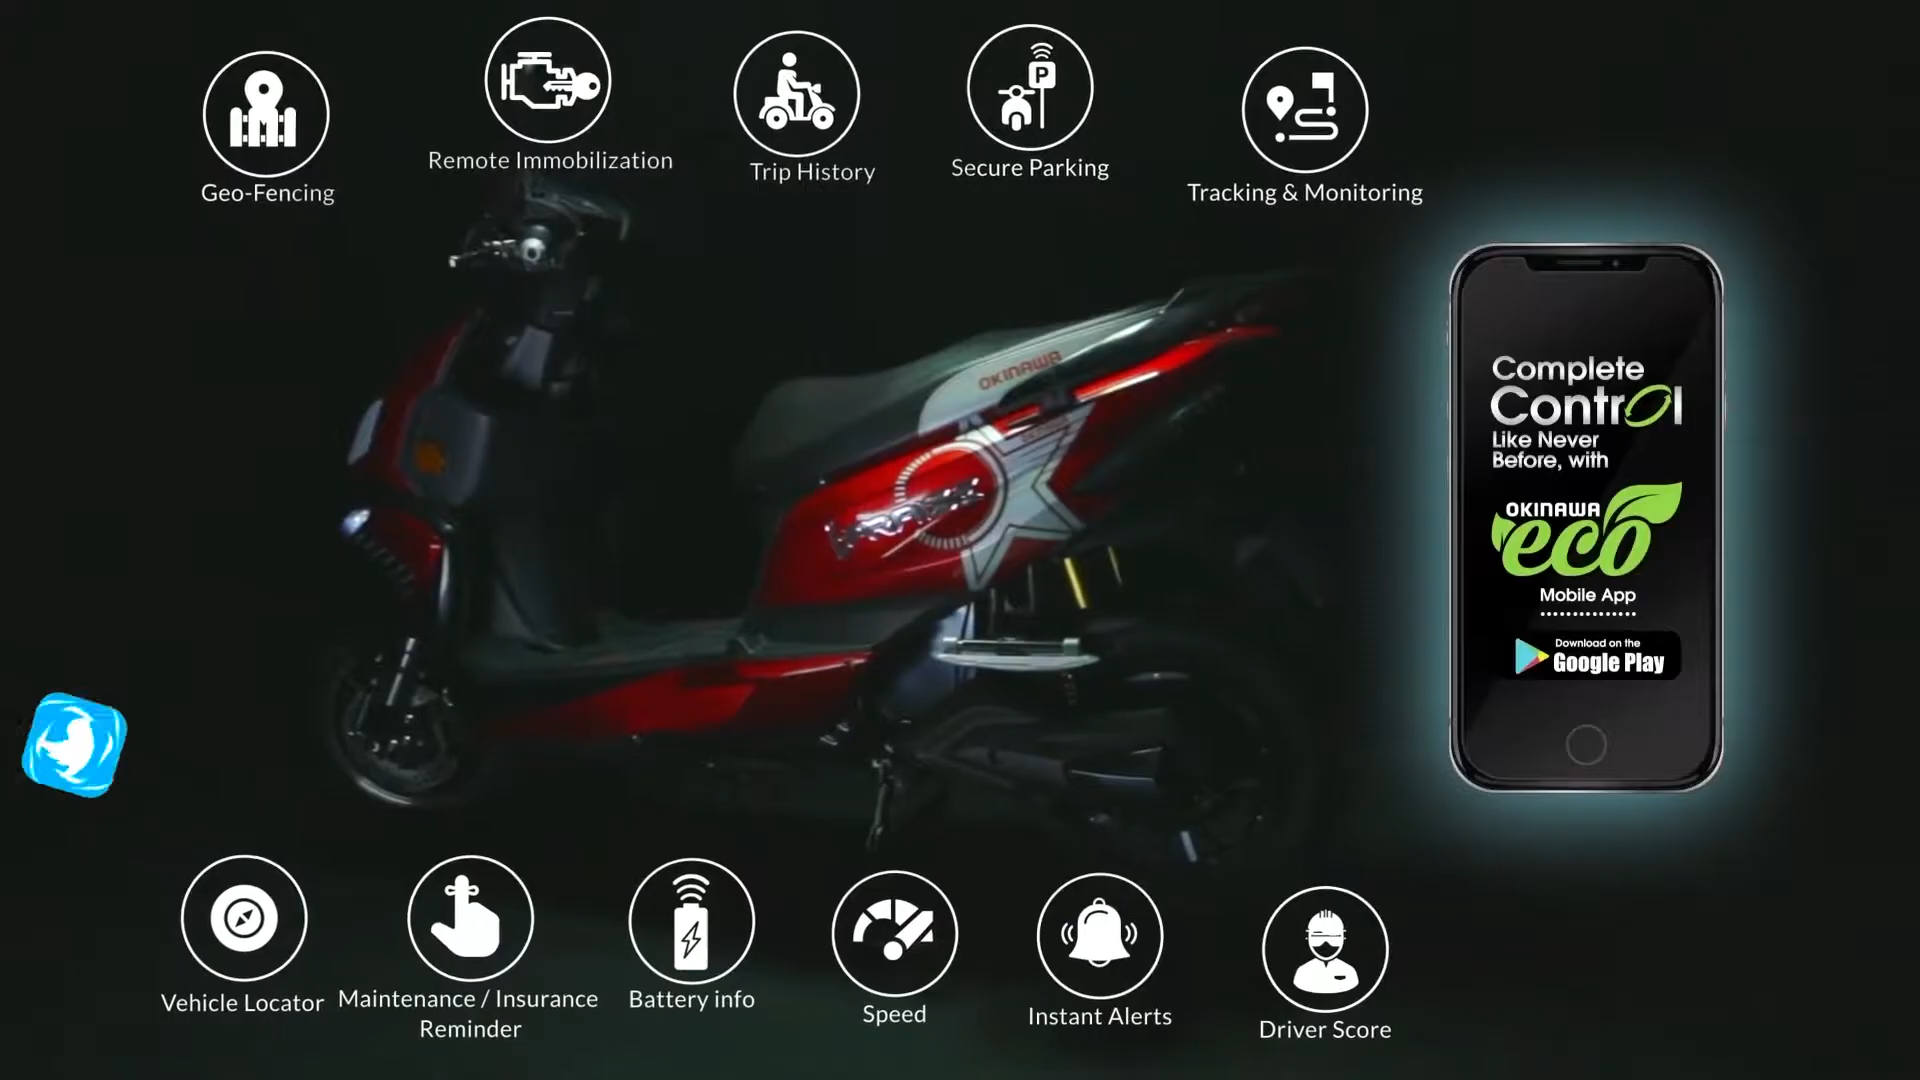 Geo-Fencing
Remote Immobilization
Trip History
P
Secure Parking
Tracking & Monitoring
OKINAWA
Complete
Control
Like Never
Before, with
OKINAWA
eco
Mobile App
Download on the
Google Play
Vehicle Locator
Maintenance / Insurance
Reminder
Battery info
Speed
Instant Alerts
Driver Score